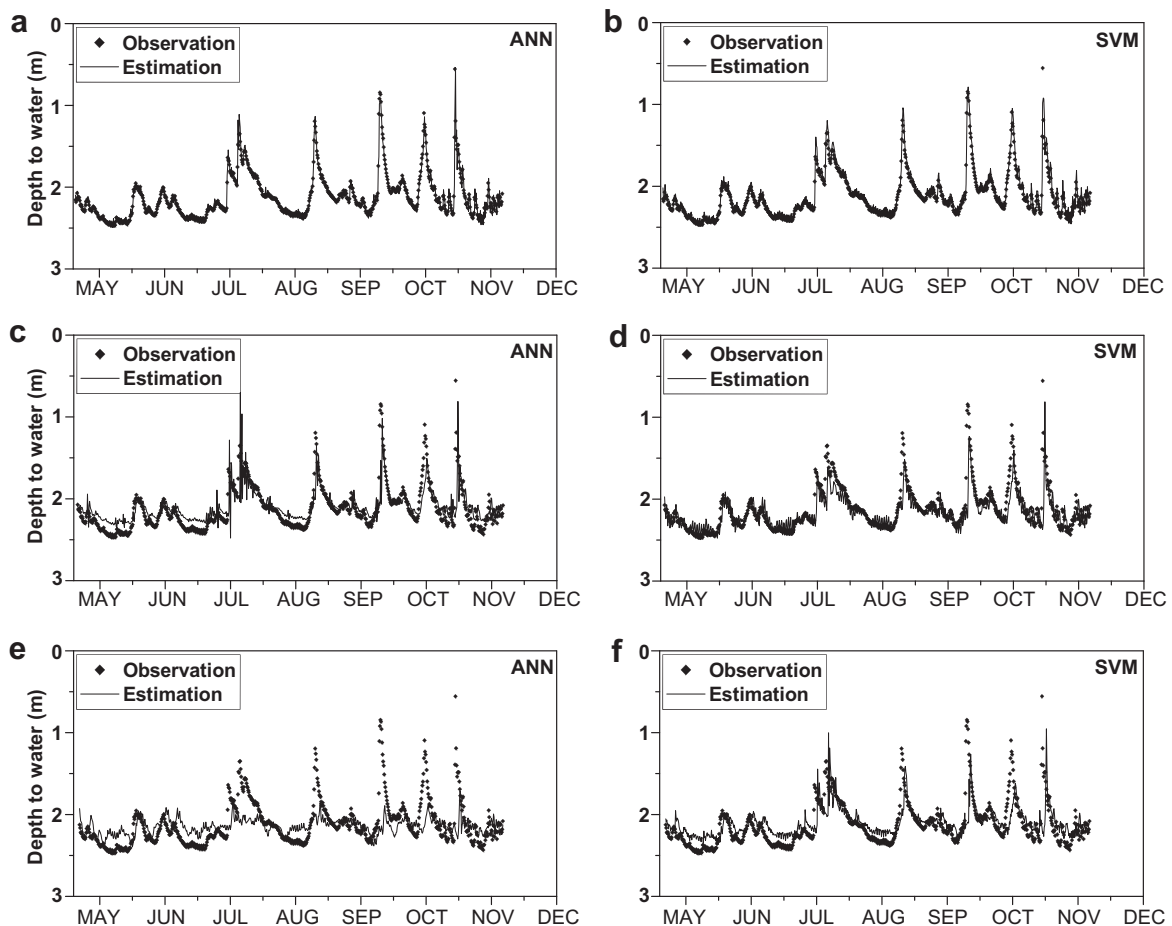 a
0
Observation
Estimation
ANN
1
2
3
Depth to water (m)
MAY JUN JUL AUG SEP OCT NOV DEC
b
0
Observation
Estimation
SVM
1
2
3
MAY JUN JUL AUG SEP OCT NOV DEC
c
0
Observation
Estimation
ANN
1
2
3
Depth to water (m)
MAY JUN JUL AUG SEP OCT NOV DEC
d
0
Observation
Estimation
SVM
1
2
3
MAY JUN JUL AUG SEP OCT NOV DEC
e
0
Observation
Estimation
ANN
1
2
3
Depth to water (m)
MAY JUN JUL AUG SEP OCT NOV DEC
f
0
Observation
Estimation
SVM
1
2
3
MAY JUN JUL AUG SEP OCT NOV DEC